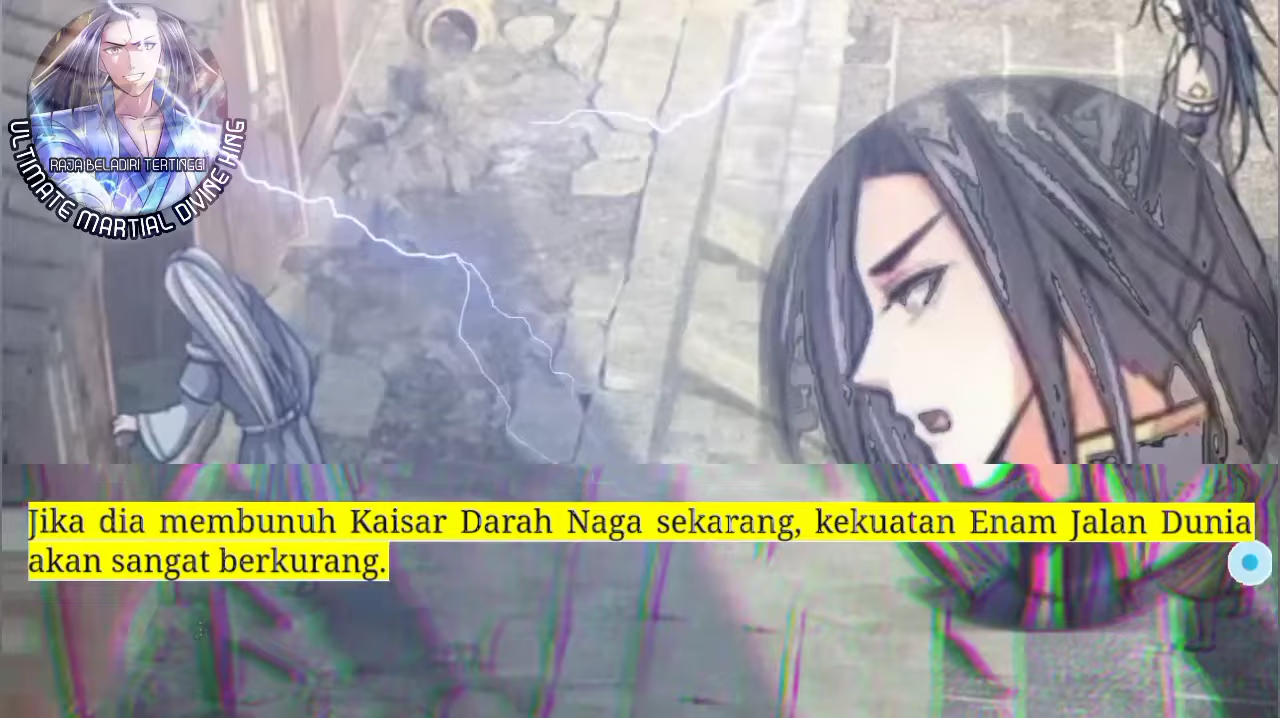 RAJA BELADIRI TERTINGGI
ULTIMATE MARTIAL DIVINE KING
Jika dia membunuh Kaisar Darah Naga sekarang, kekuatan Enam Jalan Dunia
akan sangat berkurang.